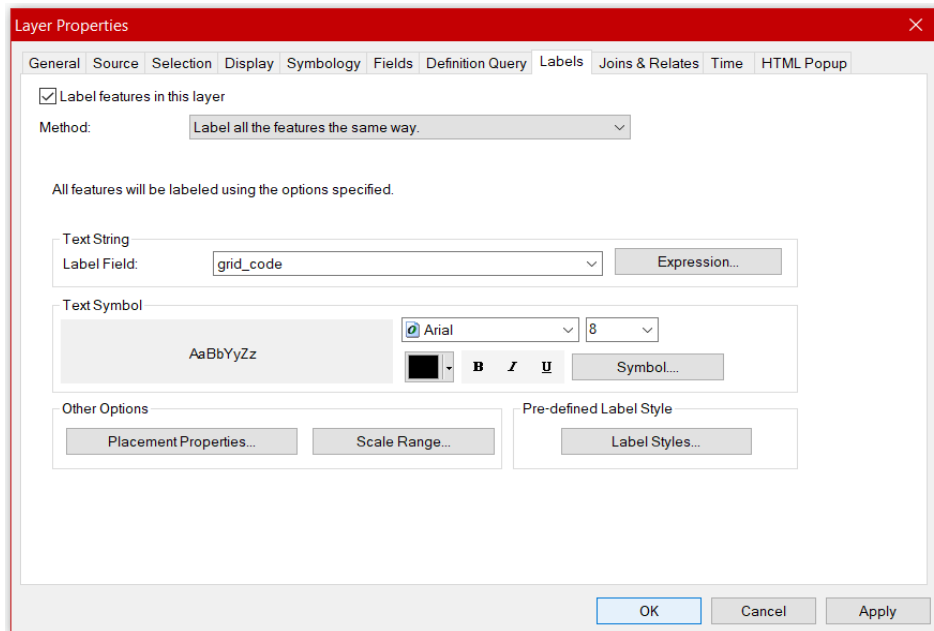 Layer Properties
General Source Selection Display Symbology Fields Definition Query Labels Joins & Relates Time HTML Popup
Label features in this layer
Method: Label all the features the same way.
All features will be labeled using the options specified.
Text String
Label Field: grid_code Expression...
Text Symbol
AaBbYyZz
Arial 8
B I U Symbol....
Other Options
Placement Properties... Scale Range...
Pre-defined Label Style
Label Styles...
OK Cancel Apply